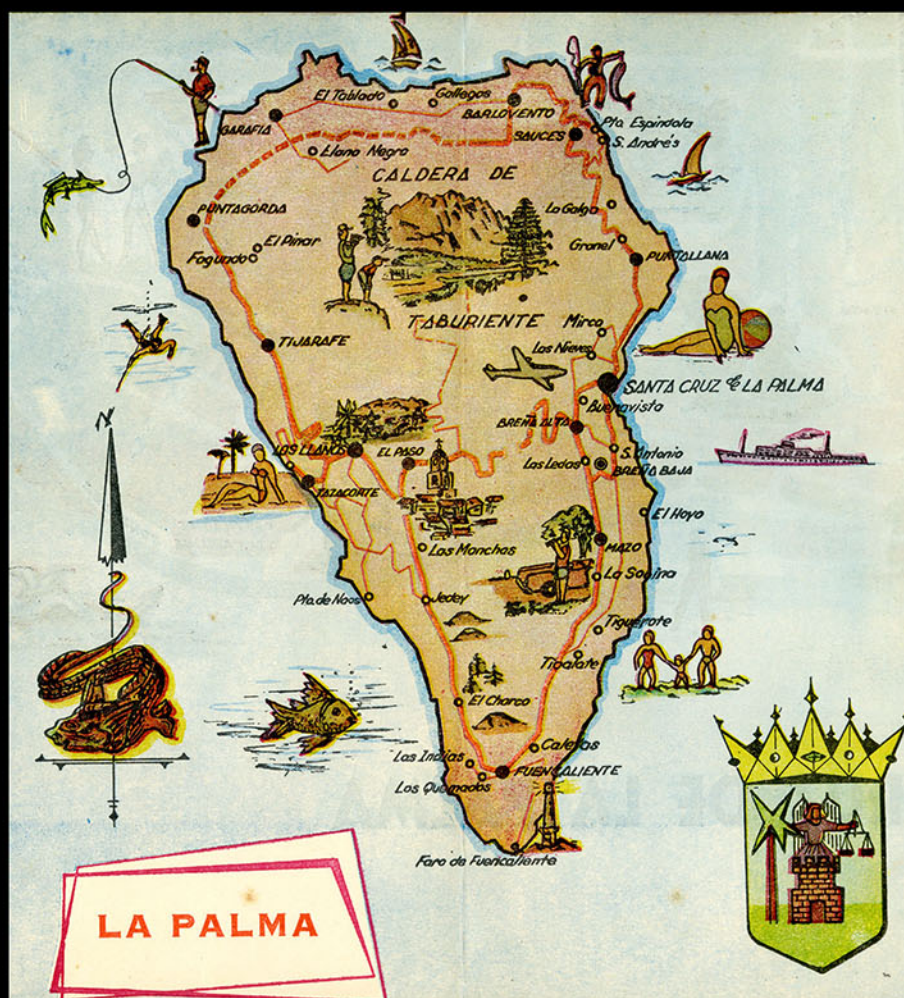 El Tablado
Gallegos
GARAFIA
BARLOVENTO
SAUCES
Pto. Espindola
S. Andrés
Llano Negro
CALDERA DE
La Galga
PUNTAGORDA
Granel
El Pinar
Fagundo
PUNTALLANA
TABURIENTE
Mirco
TIJARAFE
Las Nieves
SANTA CRUZ de LA PALMA
Buenavista
BREÑA ALTA
LOS LLANOS
EL PASO
S. Antonio
Las Ledas
BREÑA BAJA
TAZACORTE
El Hoyo
Las Manchas
MAZO
La Sabina
Pto. de Naos
Jedey
Tiguerote
Tigalate
El Charco
Caletas
Las Indias
FUENCALIENTE
Los Quemados
Faro de Fuencaliente
N
LA PALMA